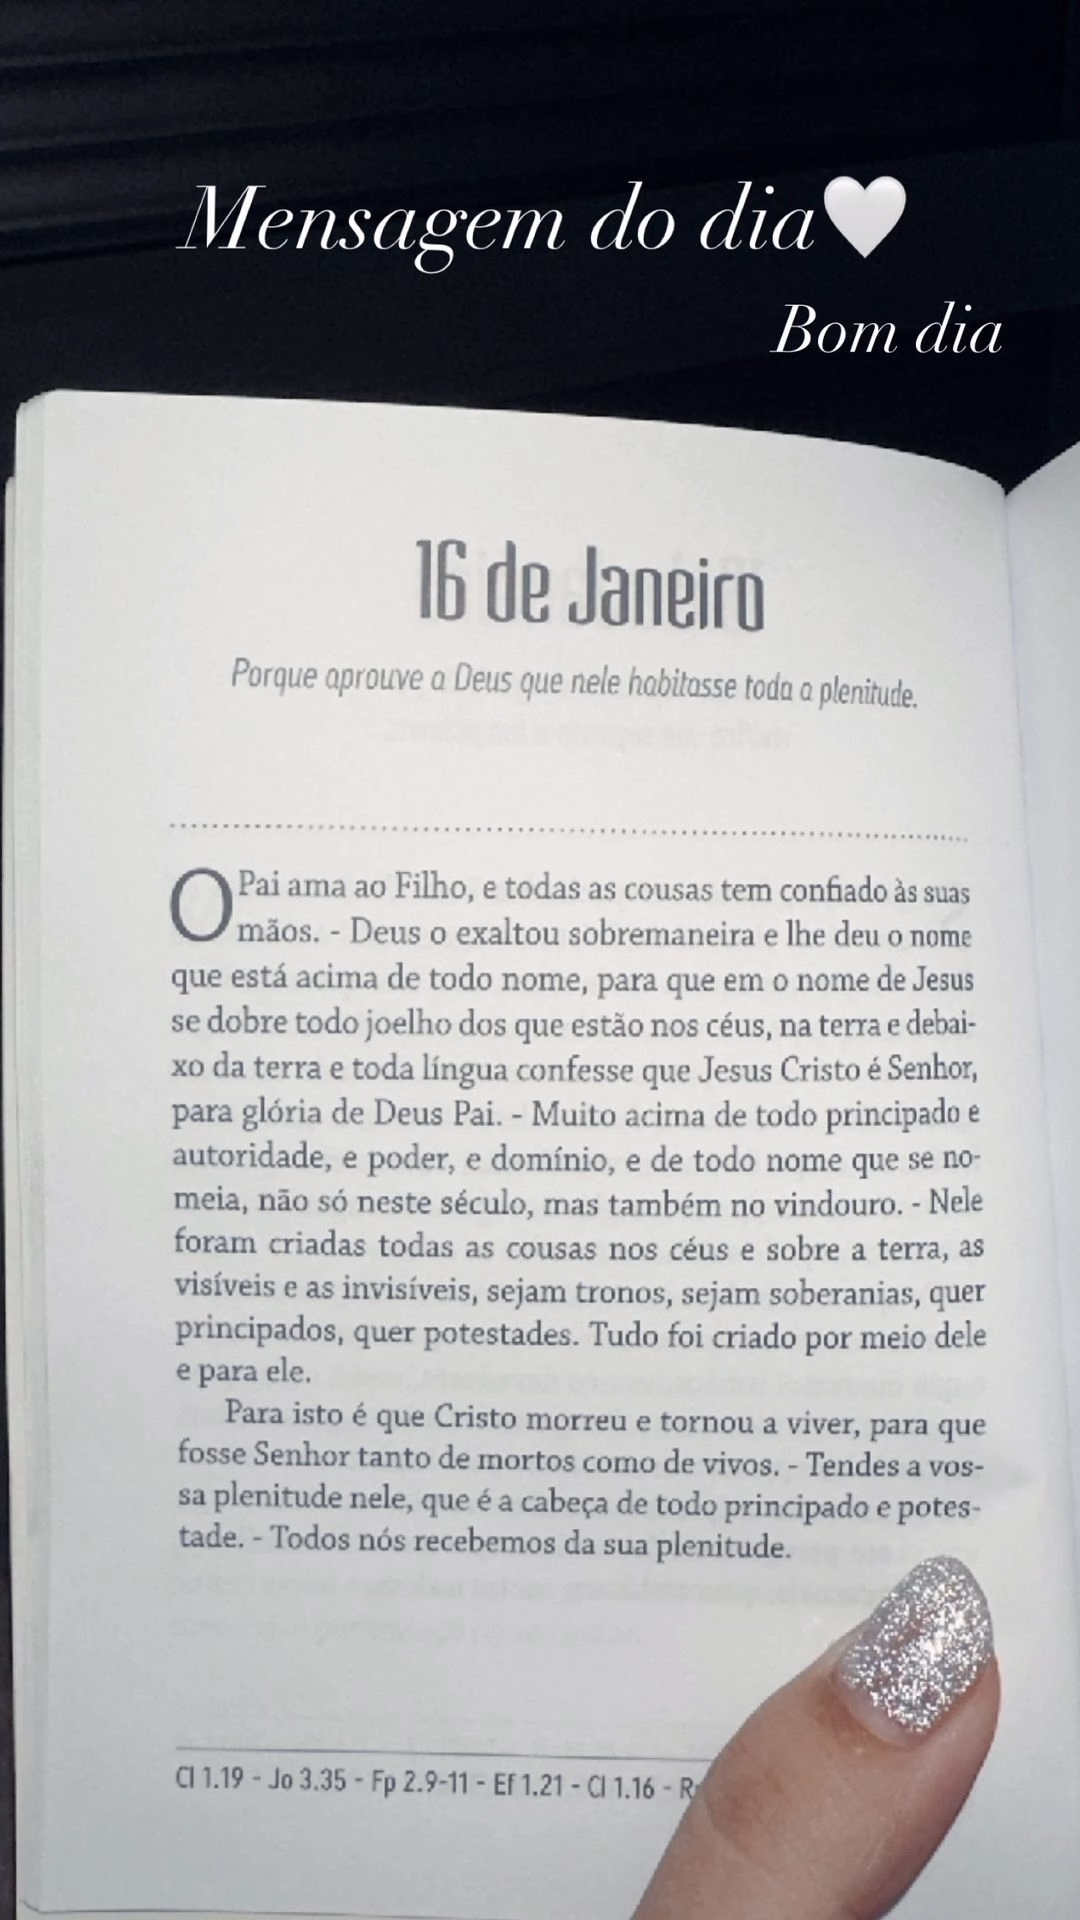 Mensagem do dia🤍
Bom dia
16 de Janeiro
Porque aprouve a Deus que nele habitasse toda a plenitude.
O Pai ama ao Filho, e todas as cousas tem confiado às suas
mãos. - Deus o exaltou sobremaneira e lhe deu o nome
que está acima de todo nome, para que em o nome de Jesus
se dobre todo joelho dos que estão nos céus, na terra e debai-
xo da terra e toda língua confesse que Jesus Cristo é Senhor,
para glória de Deus Pai. - Muito acima de todo principado e
autoridade, e poder, e domínio, e de todo nome que se no-
meia, não só neste século, mas também no vindouro. - Nele
foram criadas todas as cousas nos céus e sobre a terra, as
visíveis e as invisíveis, sejam tronos, sejam soberanias, quer
principados, quer potestades. Tudo foi criado por meio dele
e para ele.
Para isto é que Cristo morreu e tornou a viver, para que
fosse Senhor tanto de mortos como de vivos. - Tendes a vos-
sa plenitude nele, que é a cabeça de todo principado e potes-
tade. - Todos nós recebemos da sua plenitude.
Cl 1.19 - Jo 3.35 - Fp 2.9-11 - Ef 1.21 - Cl 1.16 -